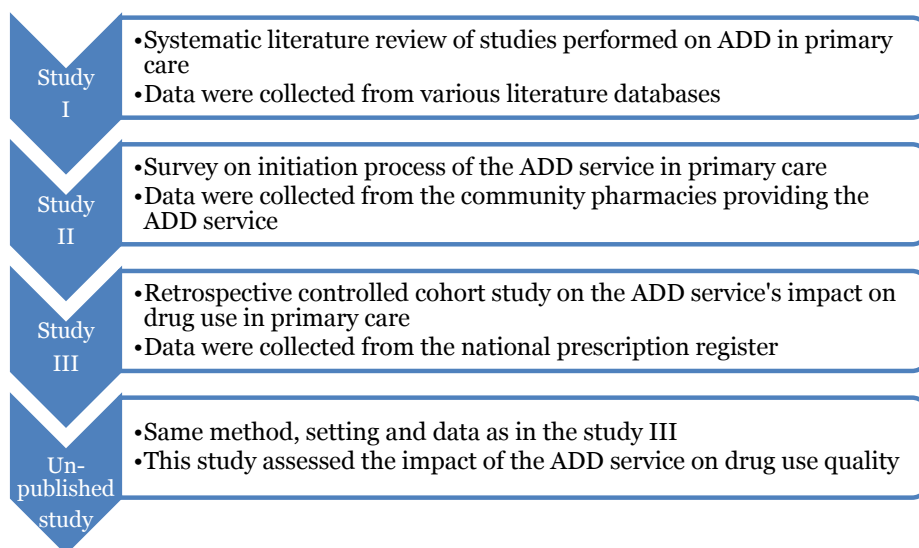 Study
I
•Systematic literature review of studies performed on ADD in primary
care
•Data were collected from various literature databases
Study
II
•Survey on initiation process of the ADD service in primary care
•Data were collected from the community pharmacies providing the
ADD service
Study
III
•Retrospective controlled cohort study on the ADD service's impact on
drug use in primary care
•Data were collected from the national prescription register
Un-
published
study
•Same method, setting and data as in the study III
•This study assessed the impact of the ADD service on drug use quality